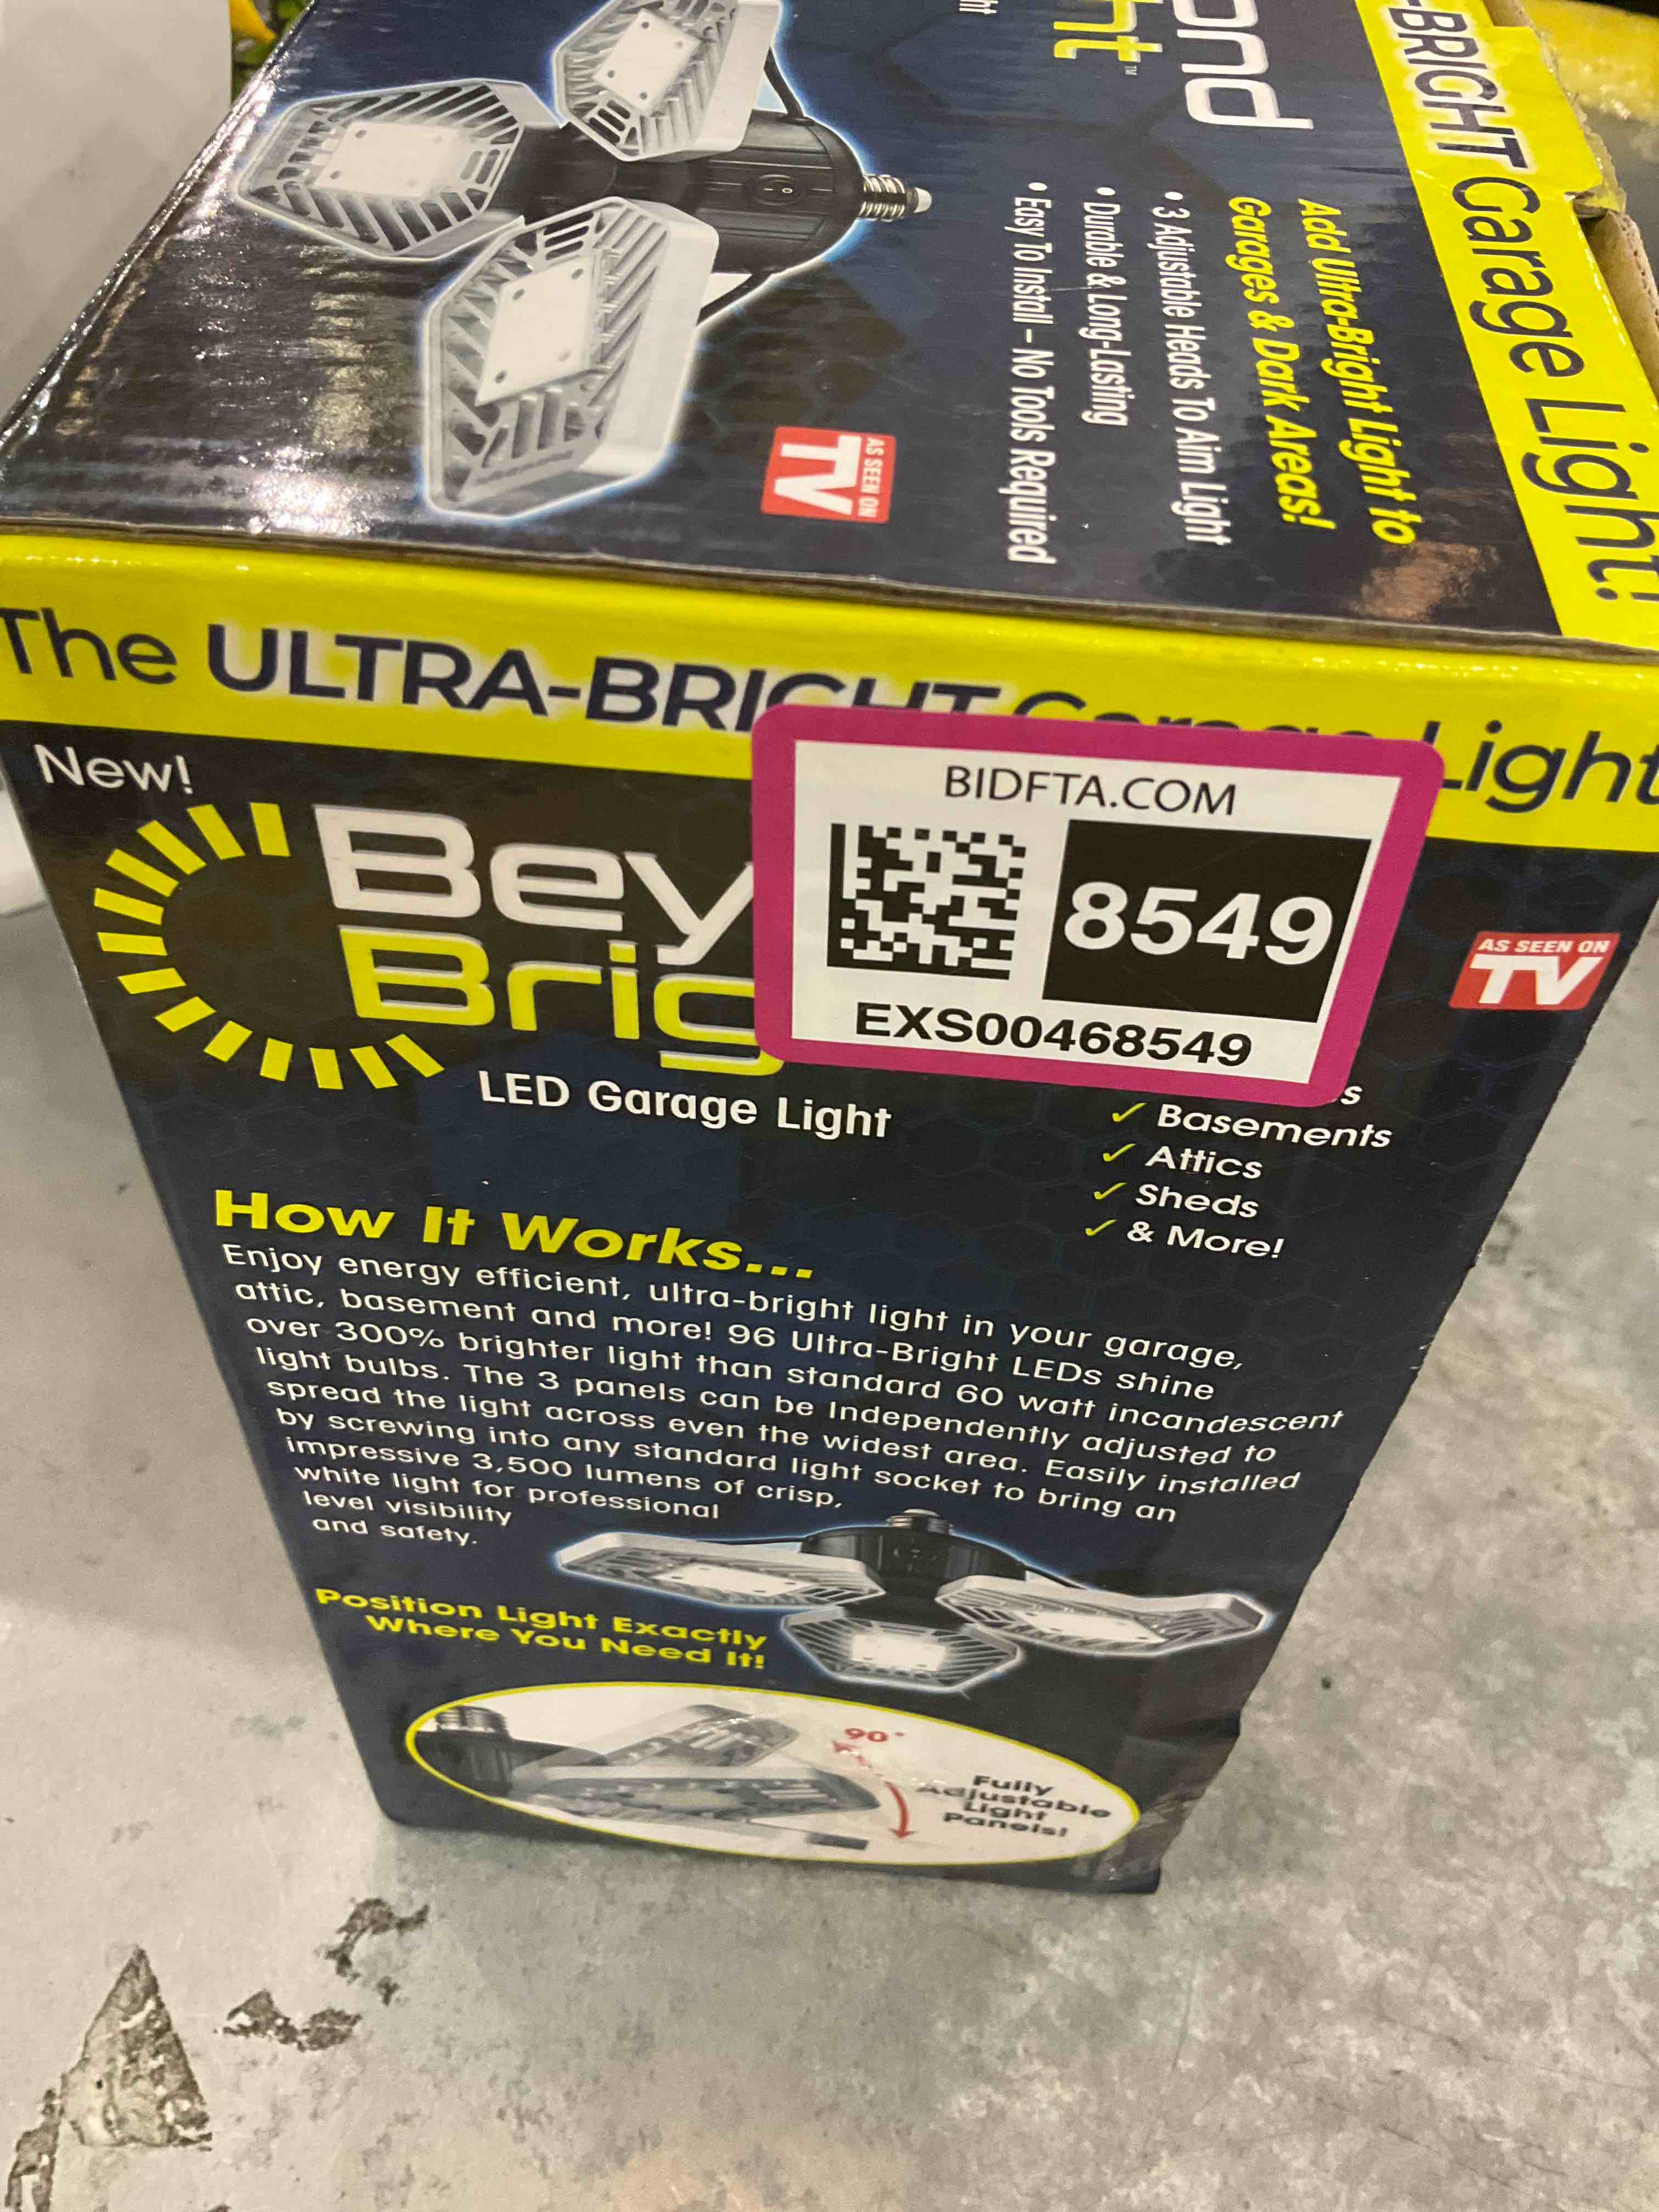 -BRIGHT Garage Light!
ond
ht™
ht
Add Ultra-Bright Light to
Garages & Dark Areas!
• 3 Adjustable Heads To Aim Light
• Durable & Long-Lasting
• Easy To Install – No Tools Required
AS SEEN ON
TV
The ULTRA-BRIGHT Garage Light
New!
Bey
Brig
LED Garage Light
BIDFTA.COM
8549
EXS00468549
AS SEEN ON
TV
s
✓ Basements
✓ Attics
✓ Sheds
✓ & More!
How It Works...
Enjoy energy efficient, ultra-bright light in your garage,
attic, basement and more! 96 Ultra-Bright LEDs shine
over 300% brighter light than standard 60 watt incandescent
light bulbs. The 3 panels can be Independently adjusted to
spread the light across even the widest area. Easily installed
by screwing into any standard light socket to bring an
impressive 3,500 lumens of crisp,
white light for professional
level visibility
and safety.
Position Light Exactly
Where You Need It!
90°
Fully
Adjustable
Light
Panels!